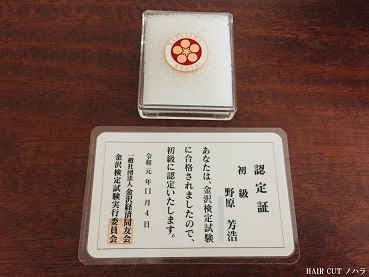 認定証
初級
野原 芳浩
あなたは、金沢検定試験
に合格されましたので、
初級に認定いたします。
令和元年11月4日
一般社団法人金沢経済同友会
金沢検定試験実行委員会
HAIR CUT ノハラ